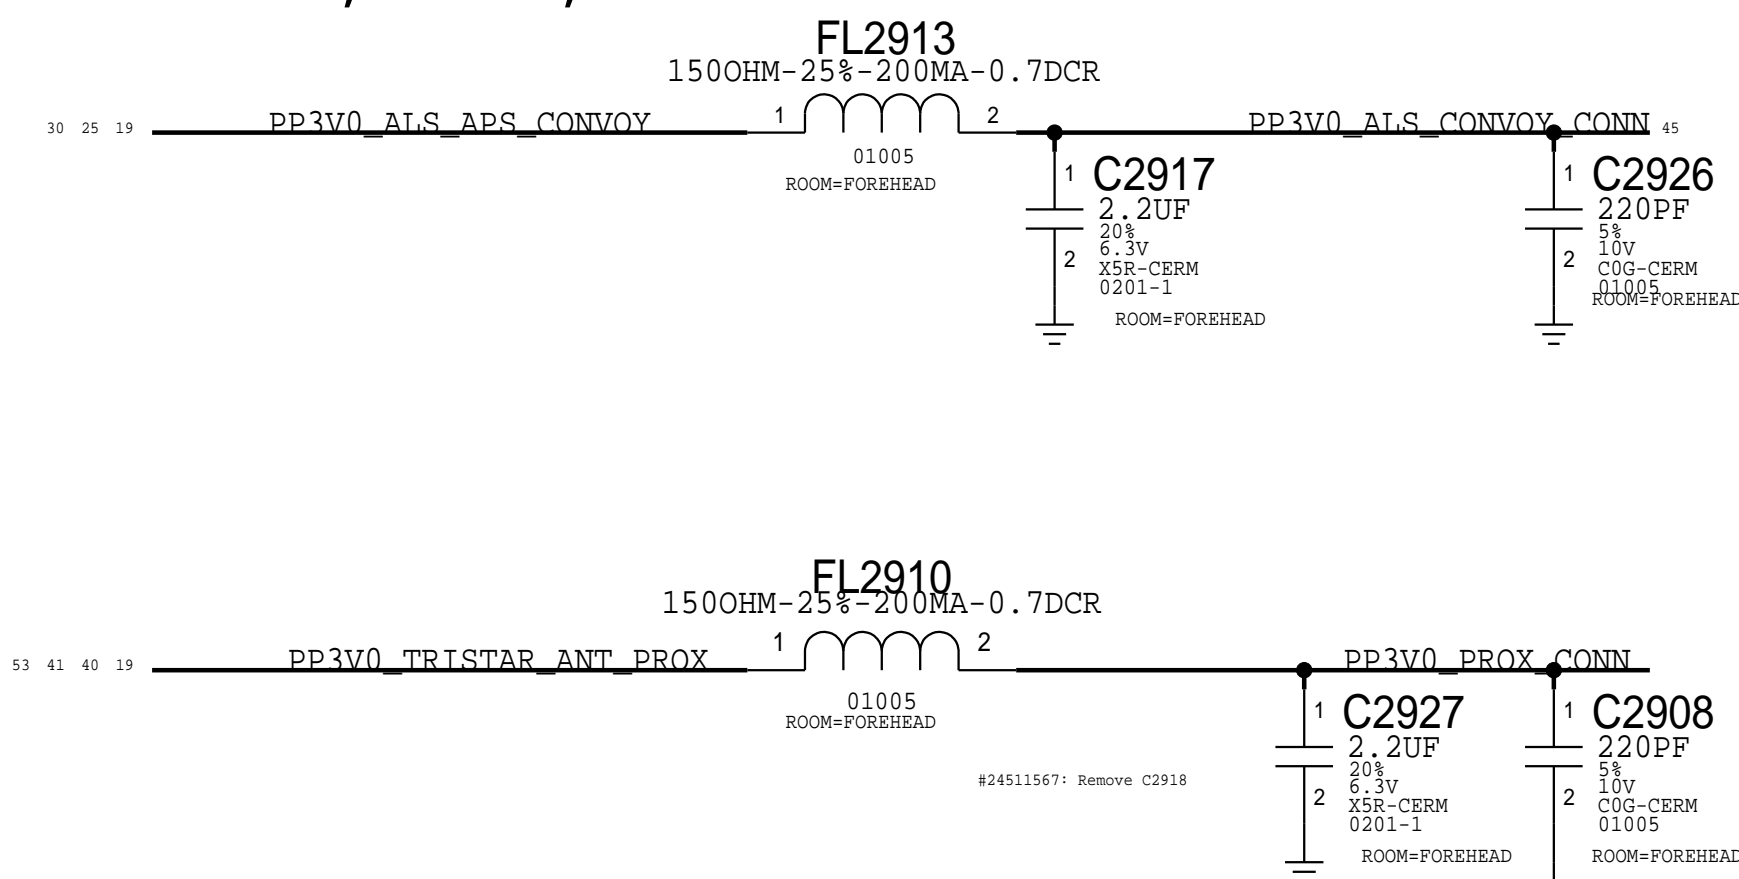 FL2913
150OHM-25%-200MA-0.7DCR
30 25 19
PP3V0_ALS_APS_CONVOY
1
2
PP3V0_ALS_CONVOY_CONN
45
01005
ROOM=FOREHEAD
1
C2917
2.2UF
20%
6.3V
X5R-CERM
0201-1
2
ROOM=FOREHEAD
1
C2926
220PF
5%
10V
C0G-CERM
01005
2
ROOM=FOREHEAD
FL2910
150OHM-25%-200MA-0.7DCR
53 41 40 19
PP3V0_TRISTAR_ANT_PROX
1
2
PP3V0_PROX_CONN
01005
ROOM=FOREHEAD
#24511567: Remove C2918
1
C2927
2.2UF
20%
6.3V
X5R-CERM
0201-1
2
ROOM=FOREHEAD
1
C2908
220PF
5%
10V
C0G-CERM
01005
2
ROOM=FOREHEAD